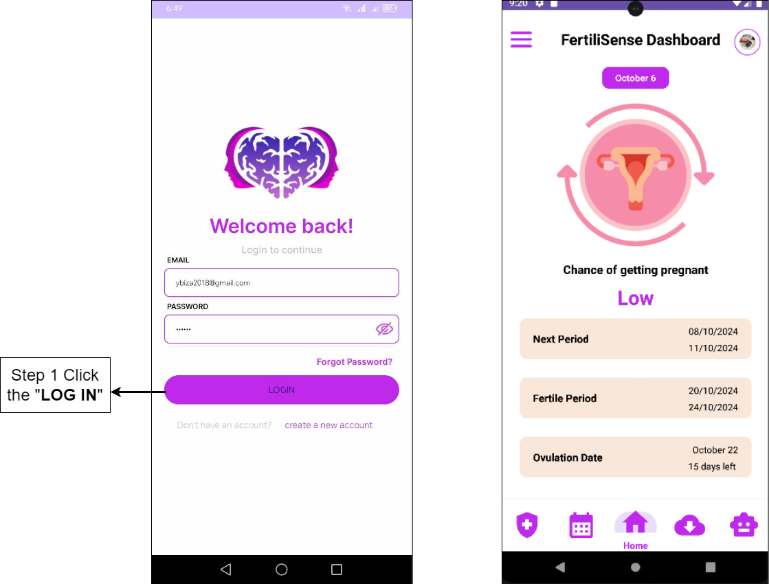 6:47
Welcome back!
Login to continue
EMAIL
ybiza2018@gmail.com
PASSWORD
••••••
Forgot Password?
LOGIN
Don't have an account? create a new account
Step 1 Click
the "LOG IN"
9:20
FertiliSense Dashboard
October 6
Chance of getting pregnant
Low
Next Period
08/10/2024
11/10/2024
Fertile Period
20/10/2024
24/10/2024
Ovulation Date
October 22
15 days left
Home